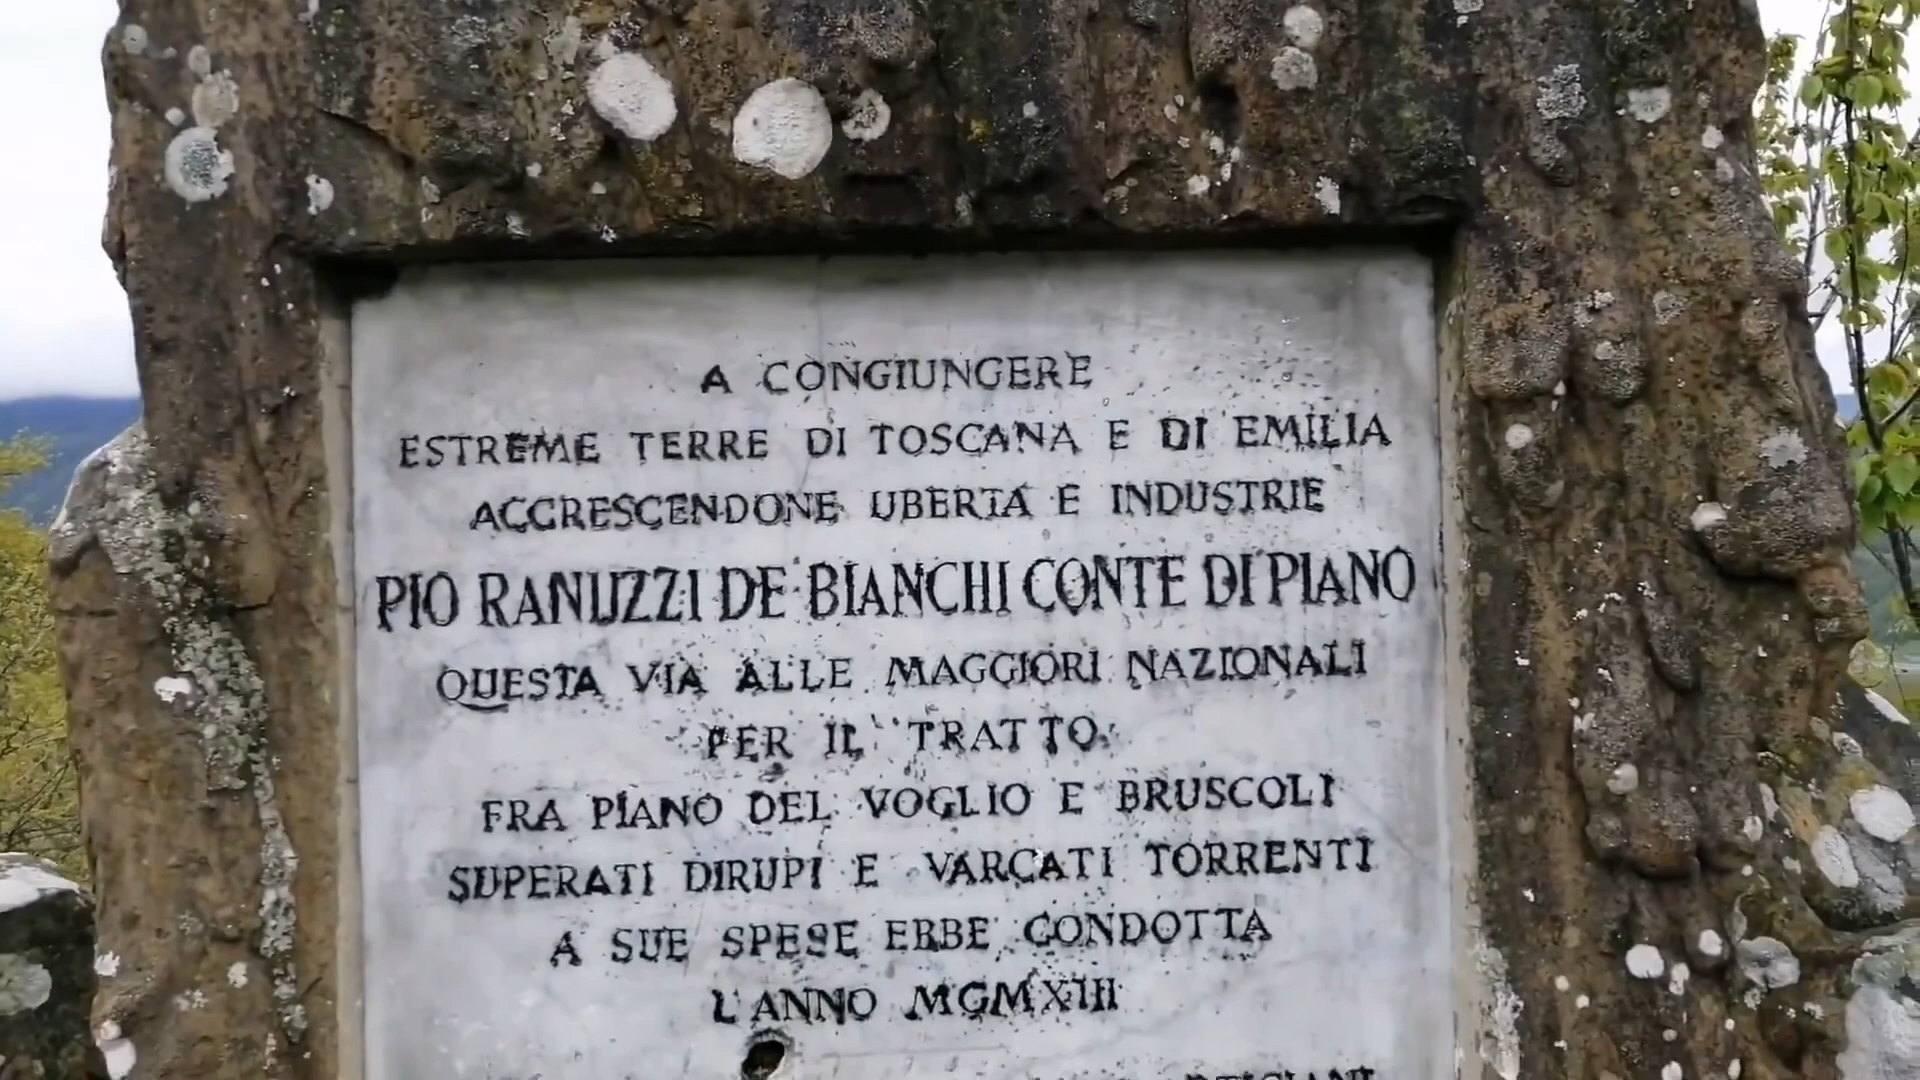 A CONGIUNGERE
ESTREME TERRE DI TOSCANA E DI EMILIA
ACCRESCENDONE UBERTA E INDUSTRIE
PIO RANUZZI DE' BIANCHI CONTE DI PIANO
QUESTA VIA ALLE MAGGIORI NAZIONALI
PER IL TRATTO
FRA PIANO DEL VOGLIO E BRUSCOLI
SUPERATI DIRUPI E VARCATI TORRENTI
A SUE SPESE EBBE CONDOTTA
L'ANNO MCMXIII